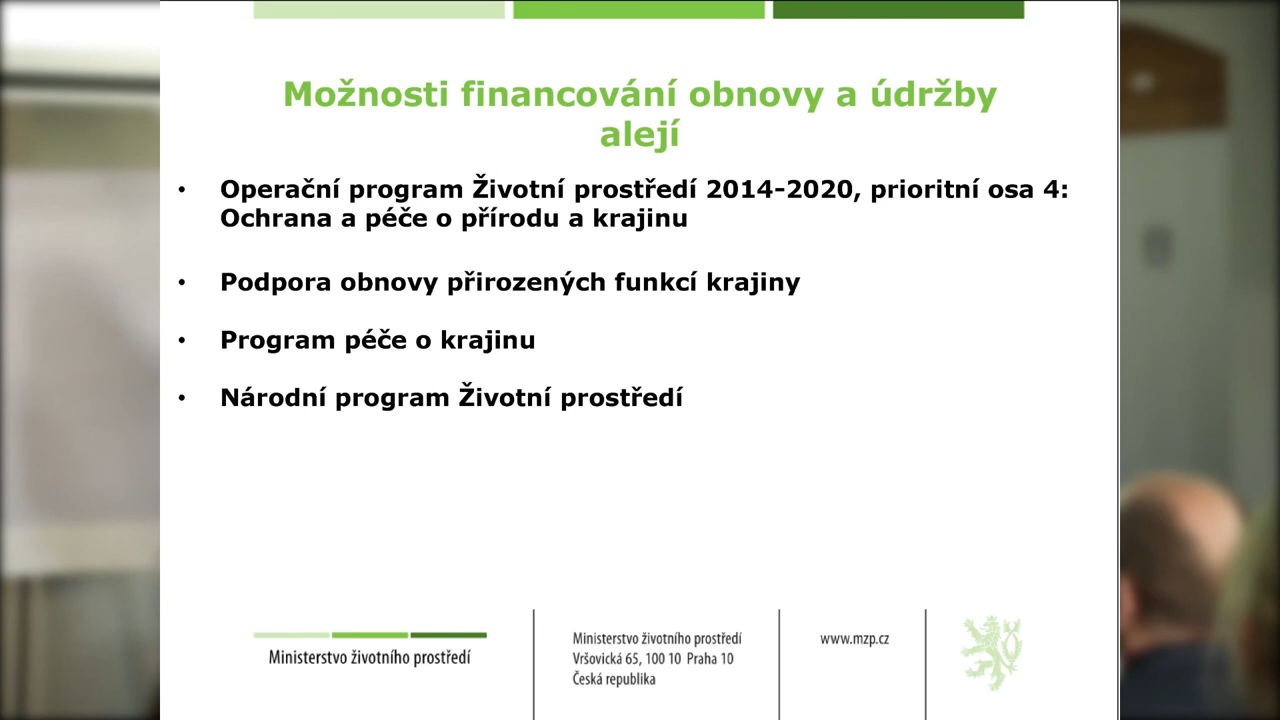 Možnosti financování obnovy a údržby
alejí
• Operační program Životní prostředí 2014-2020, prioritní osa 4:
Ochrana a péče o přírodu a krajinu
• Podpora obnovy přirozených funkcí krajiny
• Program péče o krajinu
• Národní program Životní prostředí
Ministerstvo životního prostředí
Ministerstvo životního prostředí
Vršovická 65, 100 10 Praha 10
Česká republika
www.mzp.cz